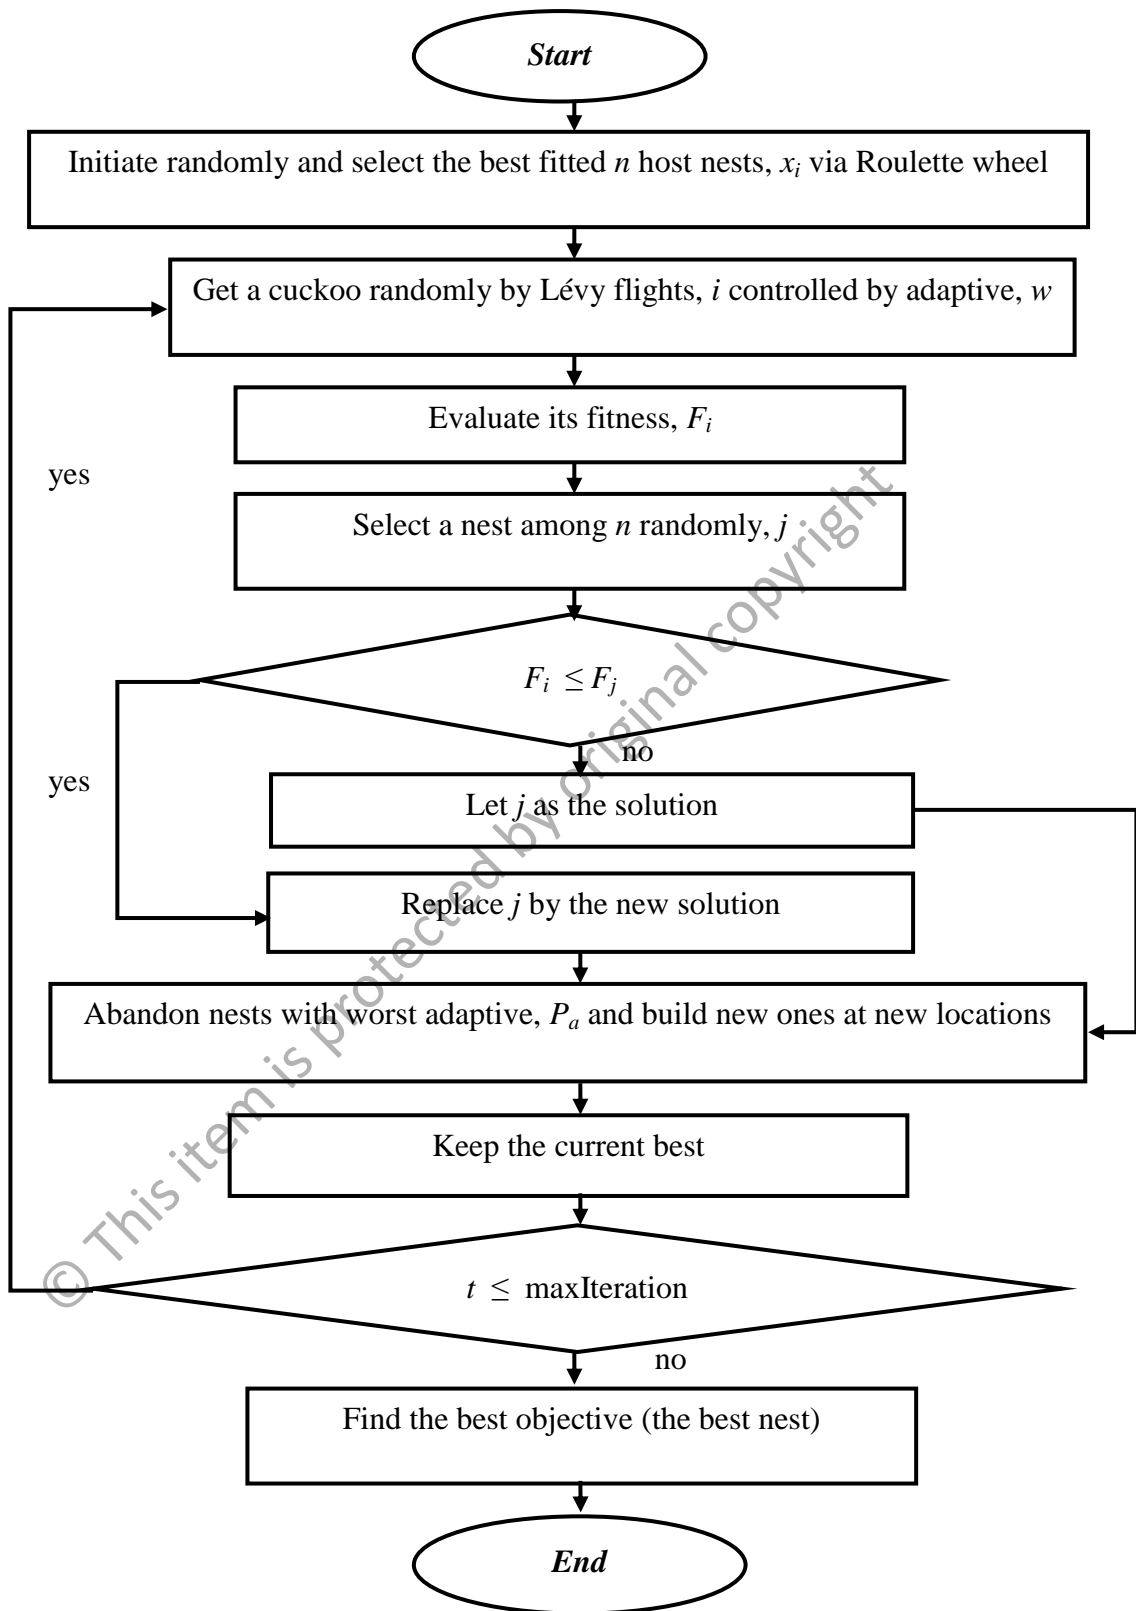 Start
Initiate randomly and select the best fitted n host nests, xi via Roulette wheel
Get a cuckoo randomly by Lévy flights, i controlled by adaptive, w
Evaluate its fitness, Fi
yes
Select a nest among n randomly, j
Fi ≤ Fj
no
yes
Let j as the solution
Replace j by the new solution
Abandon nests with worst adaptive, Pa and build new ones at new locations
Keep the current best
t ≤ maxIteration
no
Find the best objective (the best nest)
End
© This item is protected by original copyright